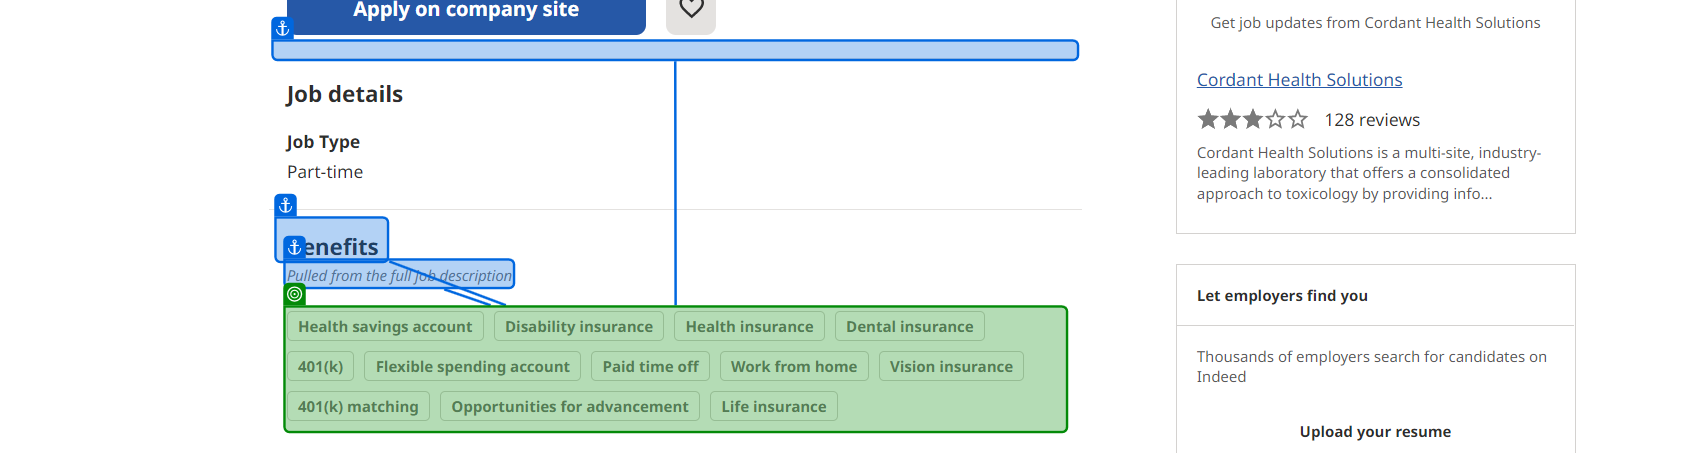 Apply on company site
Job details
Job Type
Part-time
enefits
Pulled from the full job description
Health savings account Disability insurance Health insurance Dental insurance
401(k) Flexible spending account Paid time off Work from home Vision insurance
401(k) matching Opportunities for advancement Life insurance
Get job updates from Cordant Health Solutions
Cordant Health Solutions
128 reviews
Cordant Health Solutions is a multi-site, industry-
leading laboratory that offers a consolidated
approach to toxicology by providing info...
Let employers find you
Thousands of employers search for candidates on
Indeed
Upload your resume